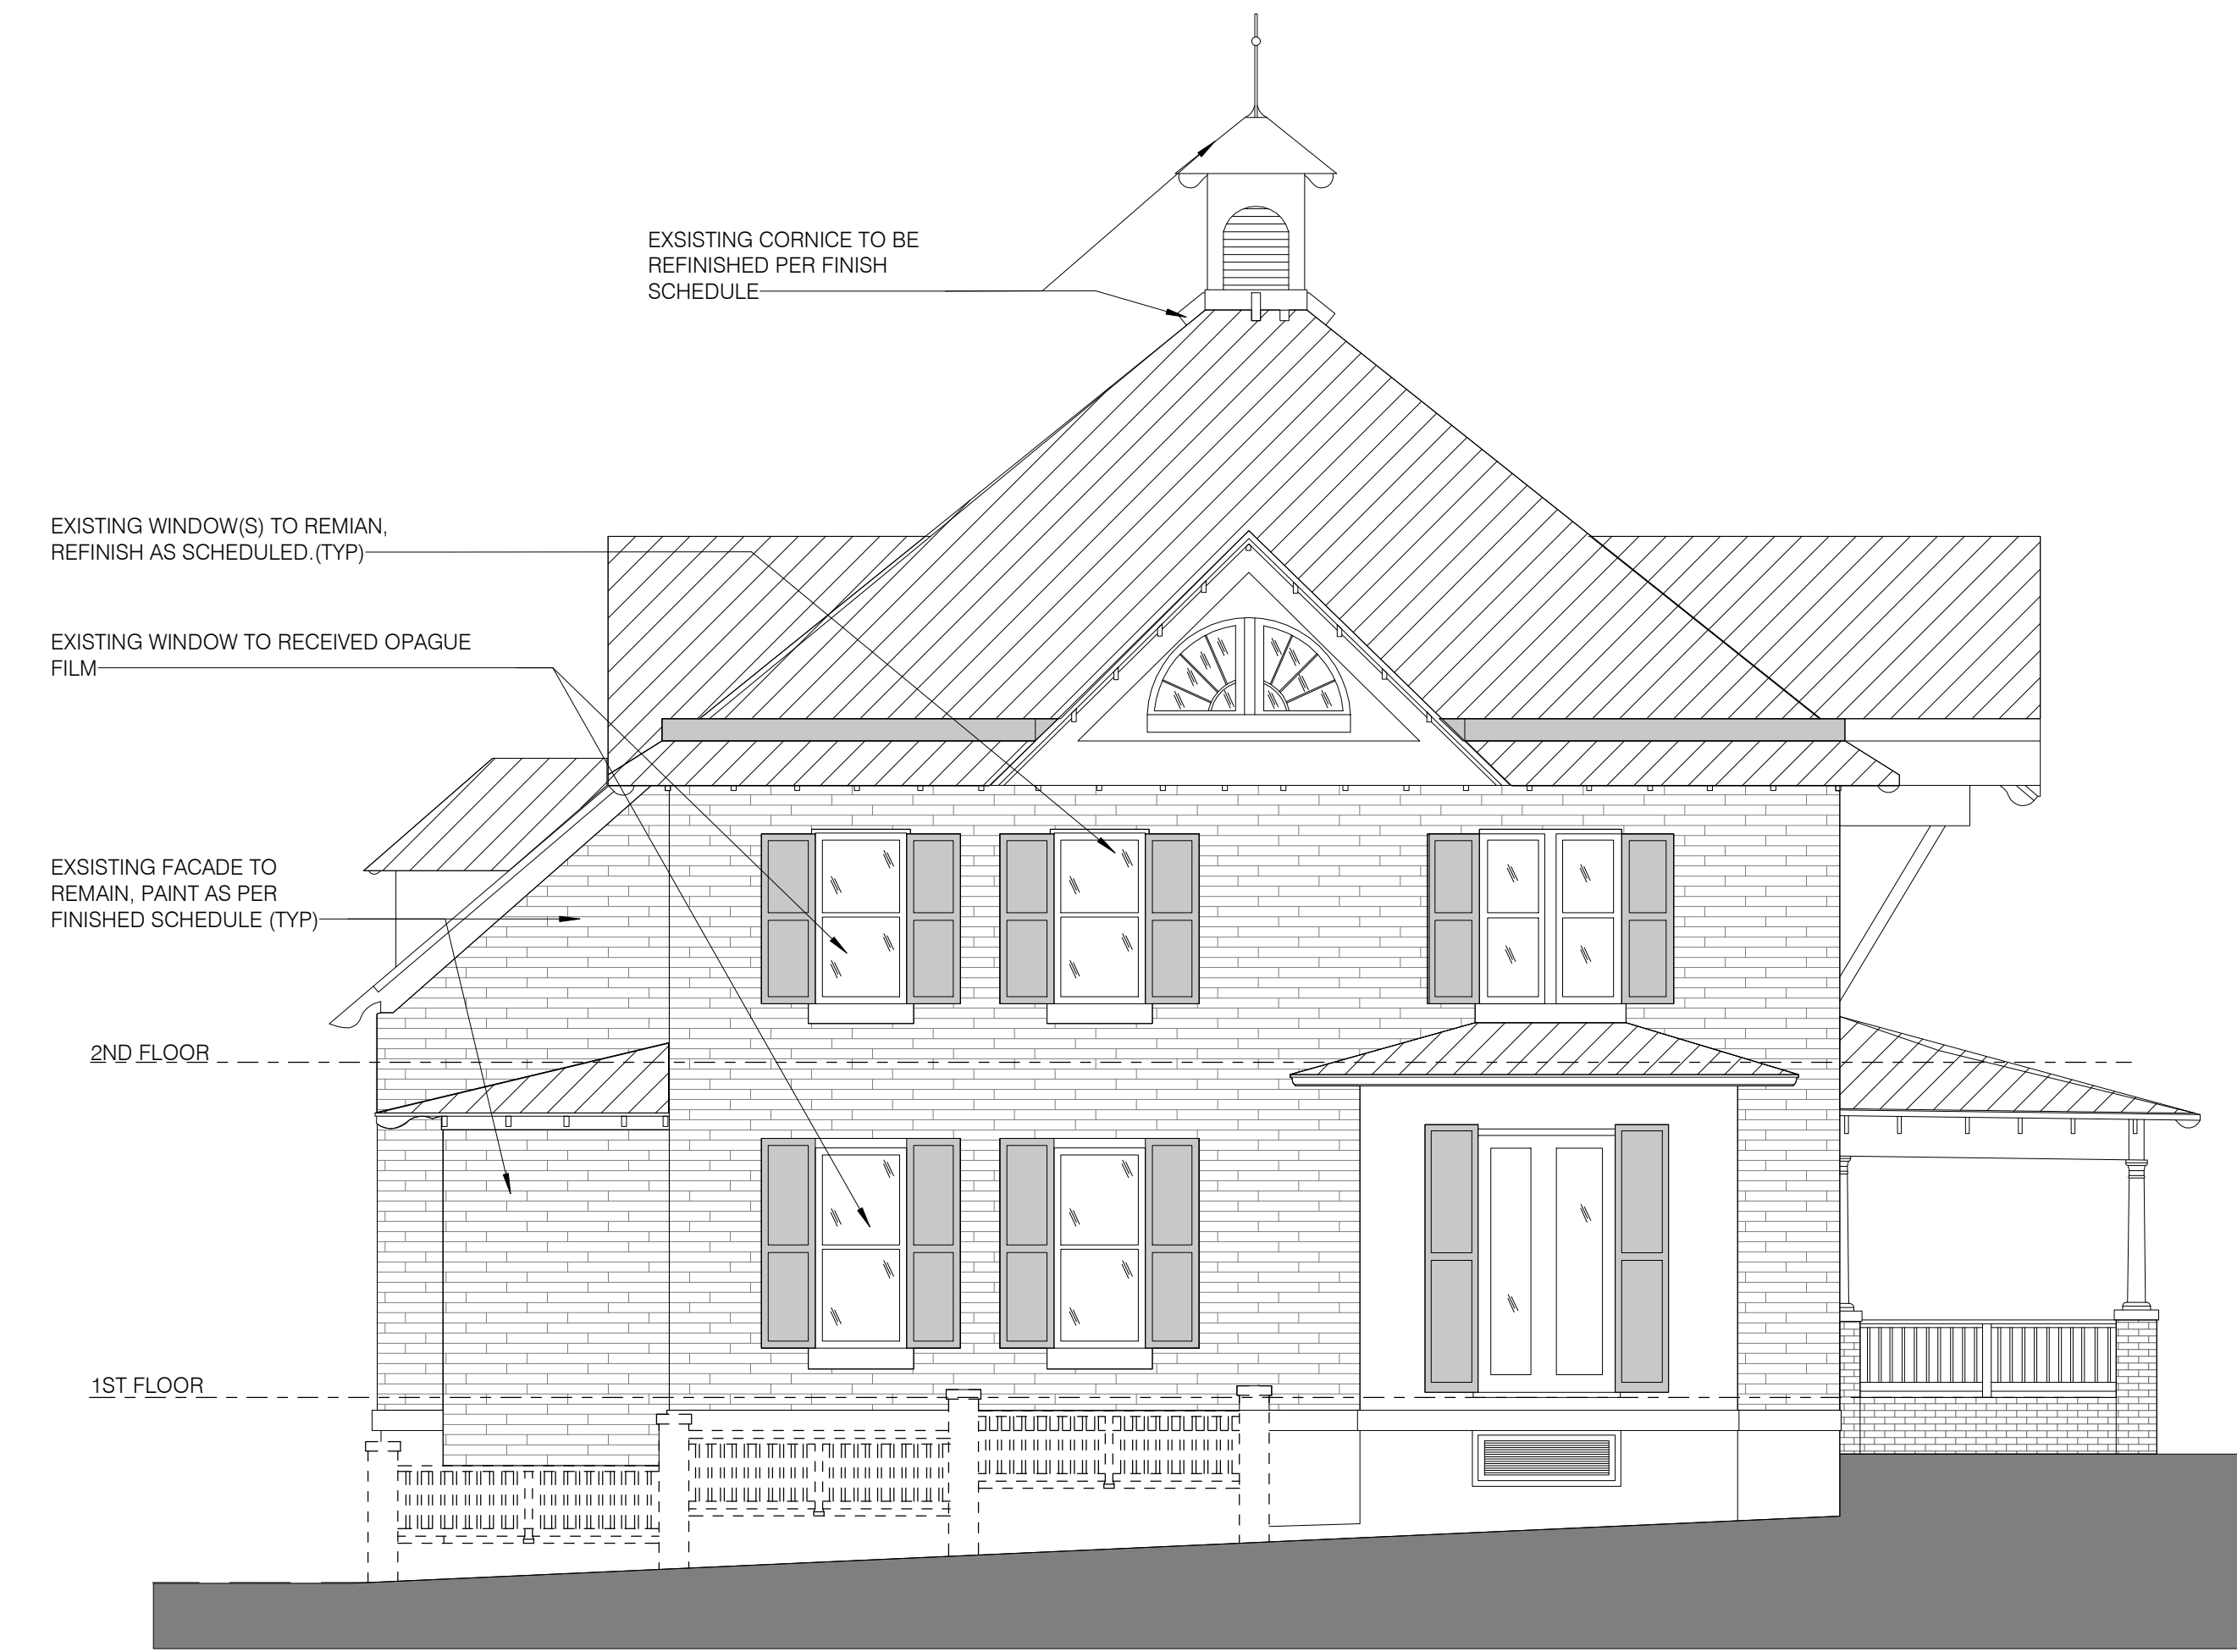 EXSISTING CORNICE TO BE
REFINISHED PER FINISH
SCHEDULE
EXISTING WINDOW(S) TO REMIAN,
REFINISH AS SCHEDULED.(TYP)
EXISTING WINDOW TO RECEIVED OPAGUE
FILM
EXSISTING FACADE TO
REMAIN, PAINT AS PER
FINISHED SCHEDULE (TYP)
2ND FLOOR
1ST FLOOR